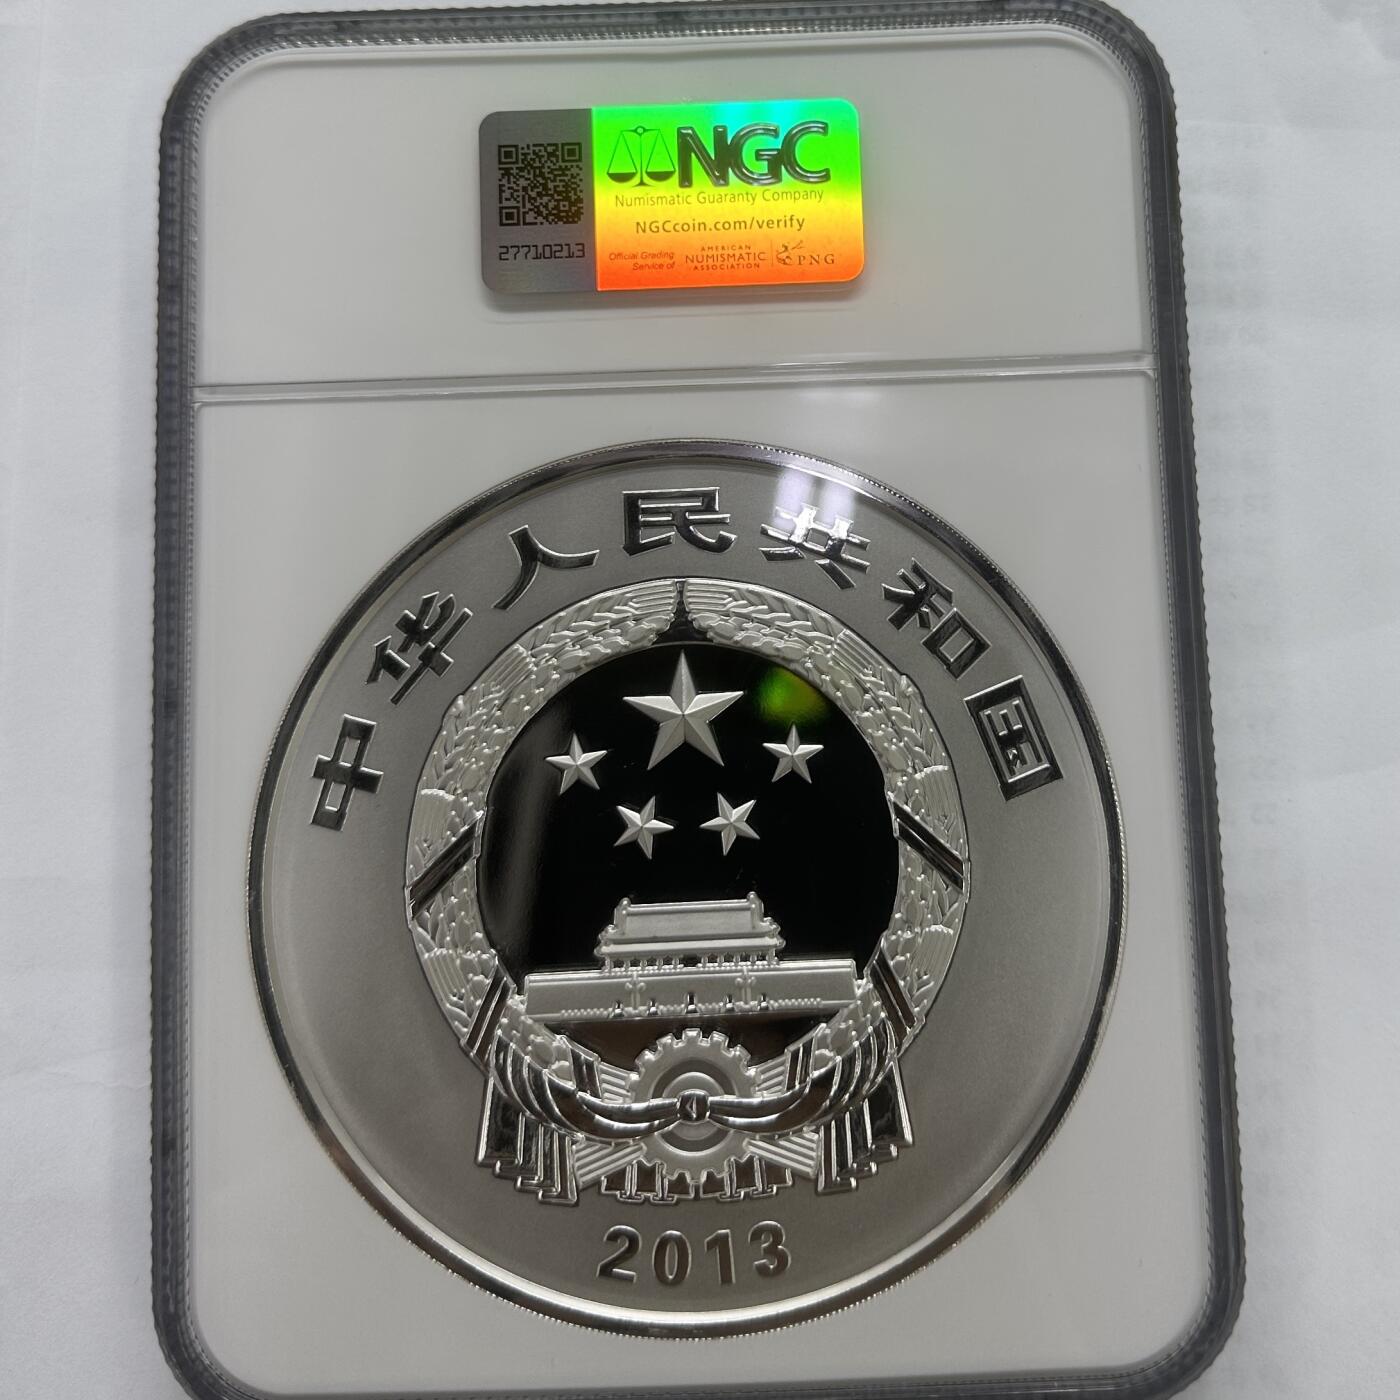 NGC
Numismatic Guaranty Company
NGCcoin.com/verify
27710213
Official Grading
Service of
AMERICAN
NUMISMATIC
ASSOCIATION
PNG
中华人民共和国
2013